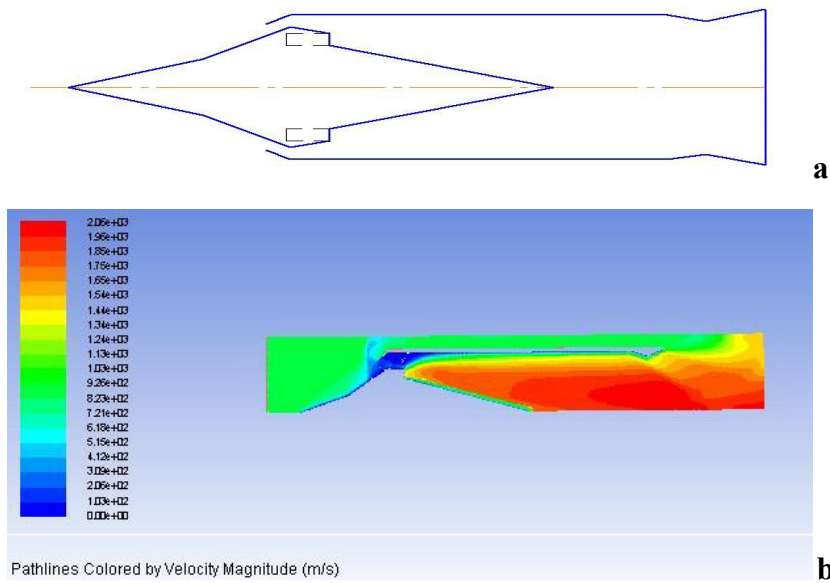 a
2.06e+03
1.96e+03
1.85e+03
1.75e+03
1.65e+03
1.54e+03
1.44e+03
1.34e+03
1.24e+03
1.13e+03
1.03e+03
9.26e+02
8.23e+02
7.21e+02
6.18e+02
5.15e+02
4.12e+02
3.09e+02
2.06e+02
1.03e+02
0.00e+00
Pathlines Colored by Velocity Magnitude (m/s)
b